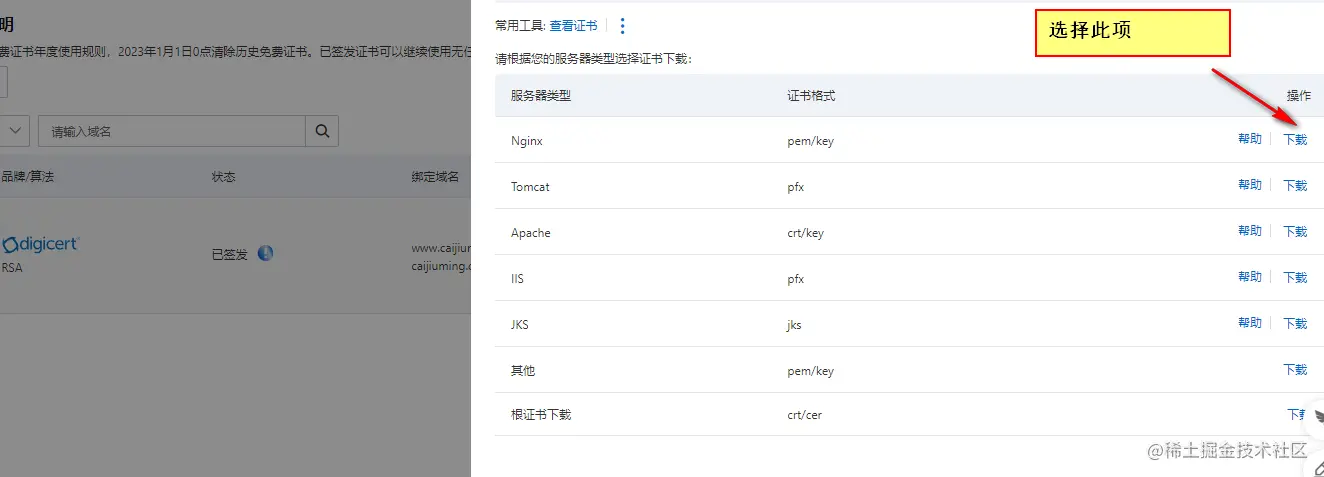 明
费证书年度使用规则，2023年1月1日0点清除历史免费证书。已签发证书可以继续使用无任
请输入域名
品牌/算法 状态 绑定域名
digicert
RSA
已签发
www.caijium
caijiuming.c
常用工具: 查看证书
请根据您的服务器类型选择证书下载:
选择此项
服务器类型 证书格式 操作
Nginx pem/key 帮助 下载
Tomcat pfx 帮助 下载
Apache crt/key 帮助 下载
IIS pfx 帮助 下载
JKS jks 帮助 下载
其他 pem/key 下载
根证书下载 crt/cer 下载
@稀土掘金技术社区